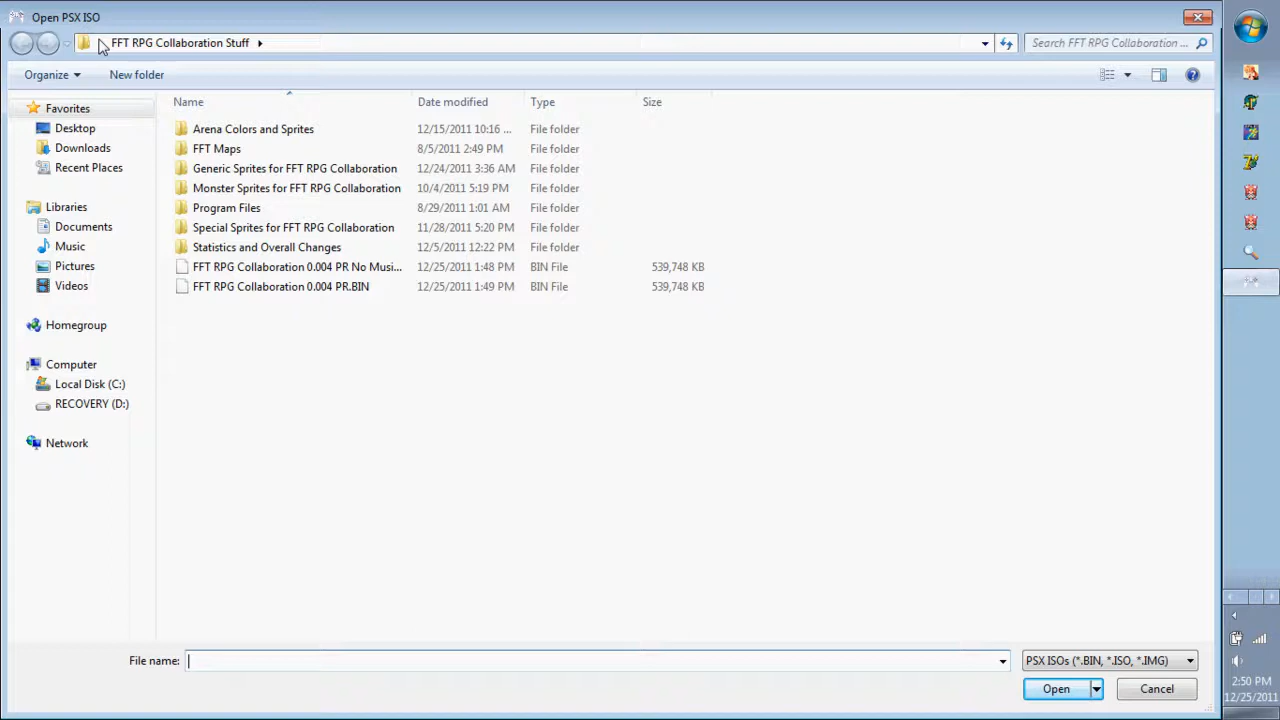 Open PSX ISO
FFT RPG Collaboration Stuff
Search FFT RPG Collaboration ...
Organize
New folder
Favorites
Desktop
Downloads
Recent Places
Libraries
Documents
Music
Pictures
Videos
Homegroup
Computer
Local Disk (C:)
RECOVERY (D:)
Network
Name Date modified Type Size
Arena Colors and Sprites 12/15/2011 10:16 ... File folder
FFT Maps 8/5/2011 2:49 PM File folder
Generic Sprites for FFT RPG Collaboration 12/24/2011 3:36 AM File folder
Monster Sprites for FFT RPG Collaboration 10/4/2011 5:19 PM File folder
Program Files 8/29/2011 1:01 AM File folder
Special Sprites for FFT RPG Collaboration 11/28/2011 5:20 PM File folder
Statistics and Overall Changes 12/5/2011 12:22 PM File folder
FFT RPG Collaboration 0.004 PR No Musi... 12/25/2011 1:48 PM BIN File 539,748 KB
FFT RPG Collaboration 0.004 PR.BIN 12/25/2011 1:49 PM BIN File 539,748 KB
File name:
PSX ISOs (*.BIN, *.ISO, *.IMG)
Open
Cancel
2:50 PM
12/25/2011